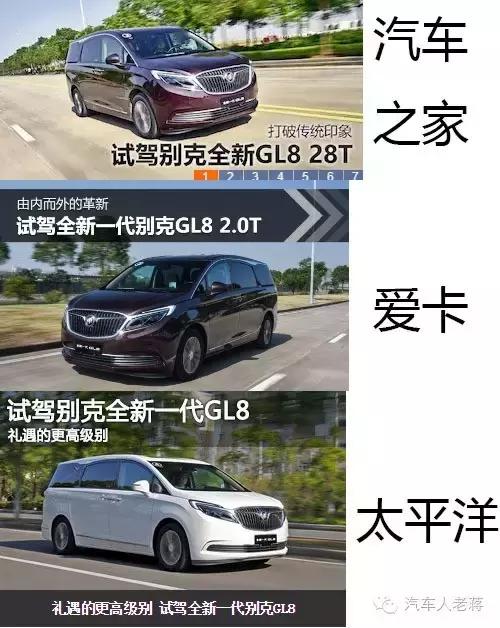 汽车
之家
打破传统印象
试驾别克全新GL8 28T
1 2 3 4 5 6 7
由内而外的革新
试驾全新一代别克GL8 2.0T
爱卡
试驾别克全新一代GL8
礼遇的更高级别
太平洋
礼遇的更高级别 试驾全新一代别克GL8
汽车人老蒋